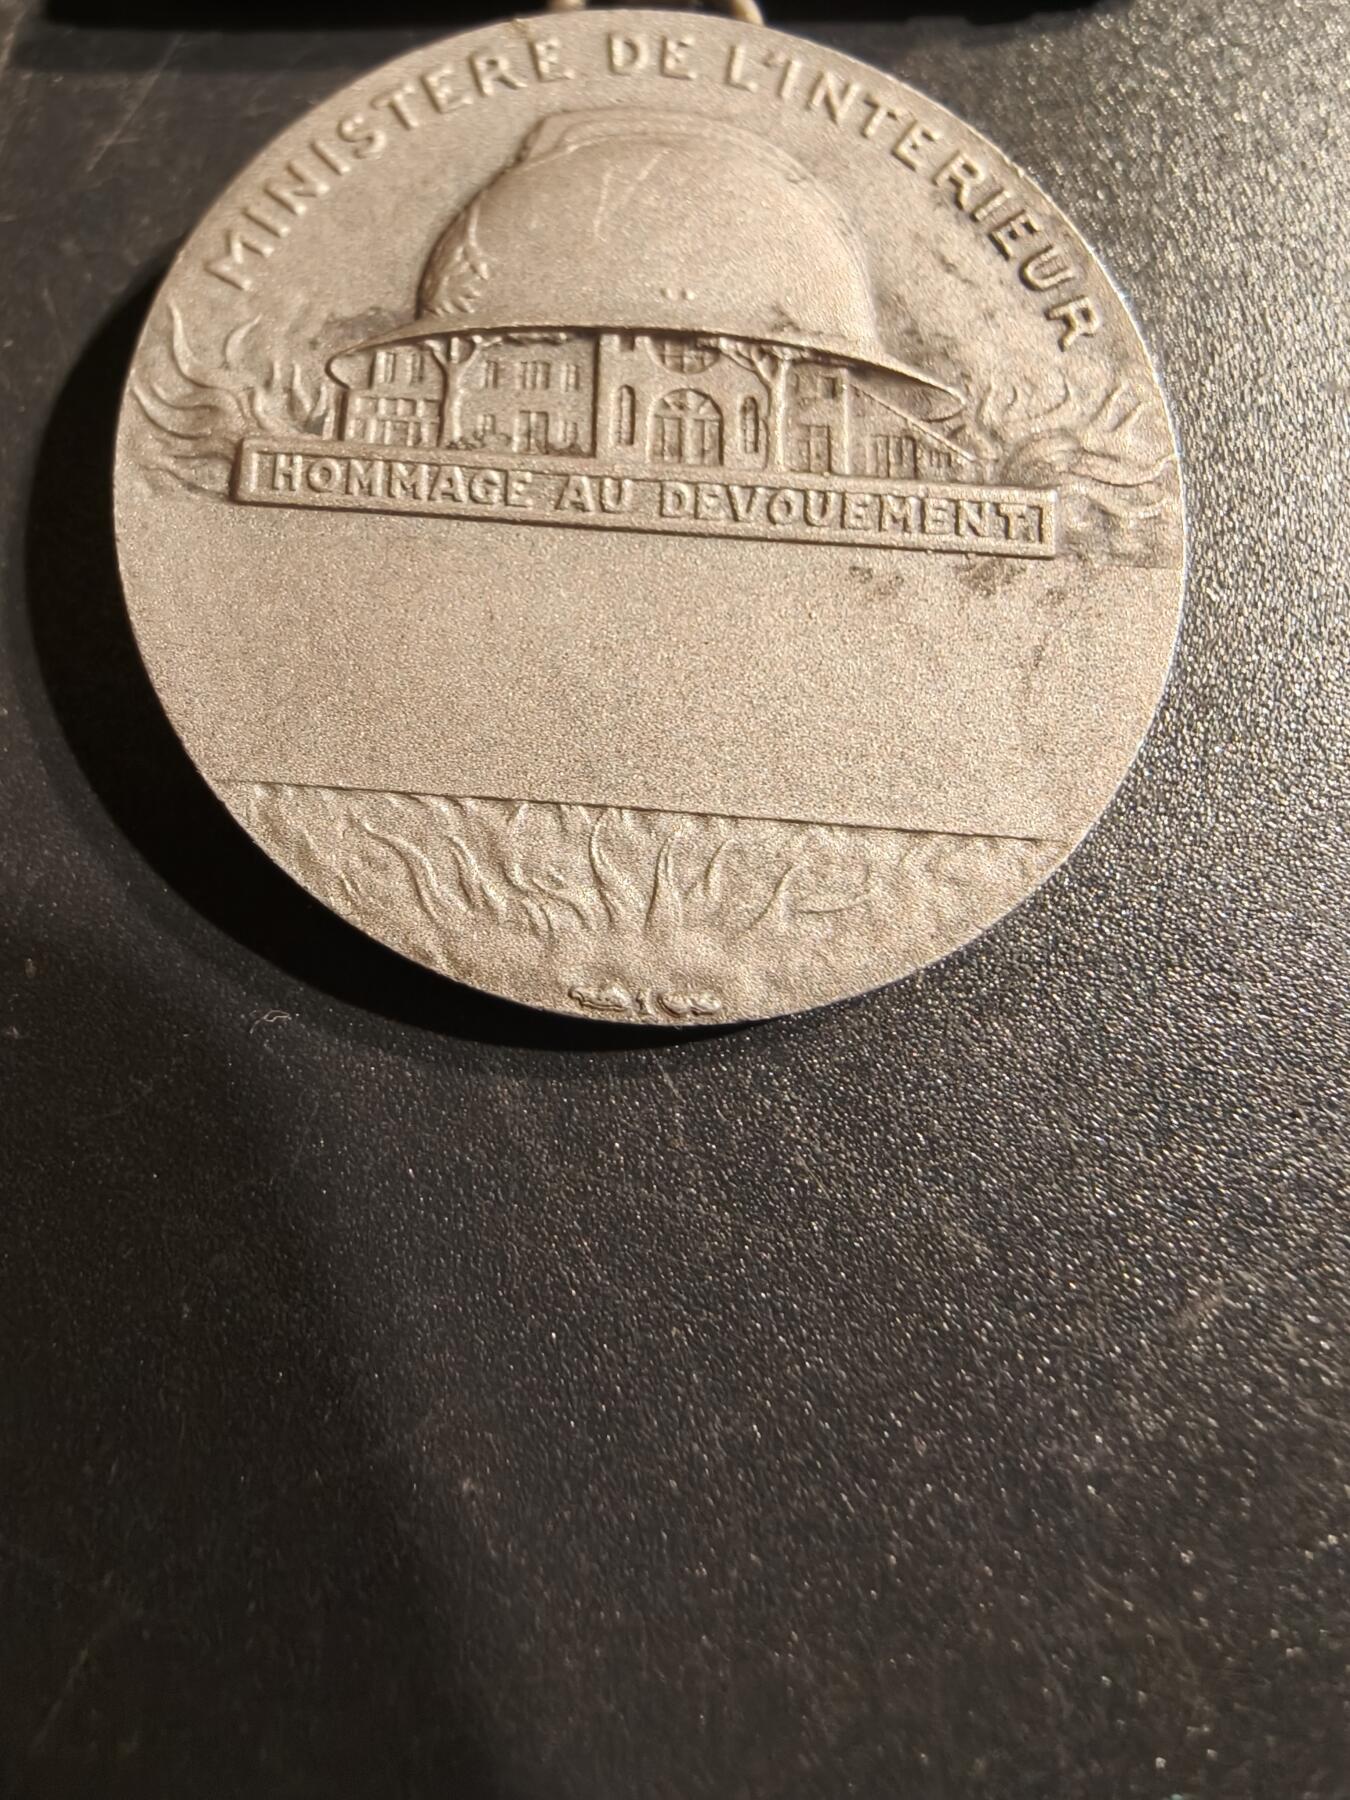 MINISTERE DE L'INTERIEUR
HOMMAGE AU DEVOUEMENT.